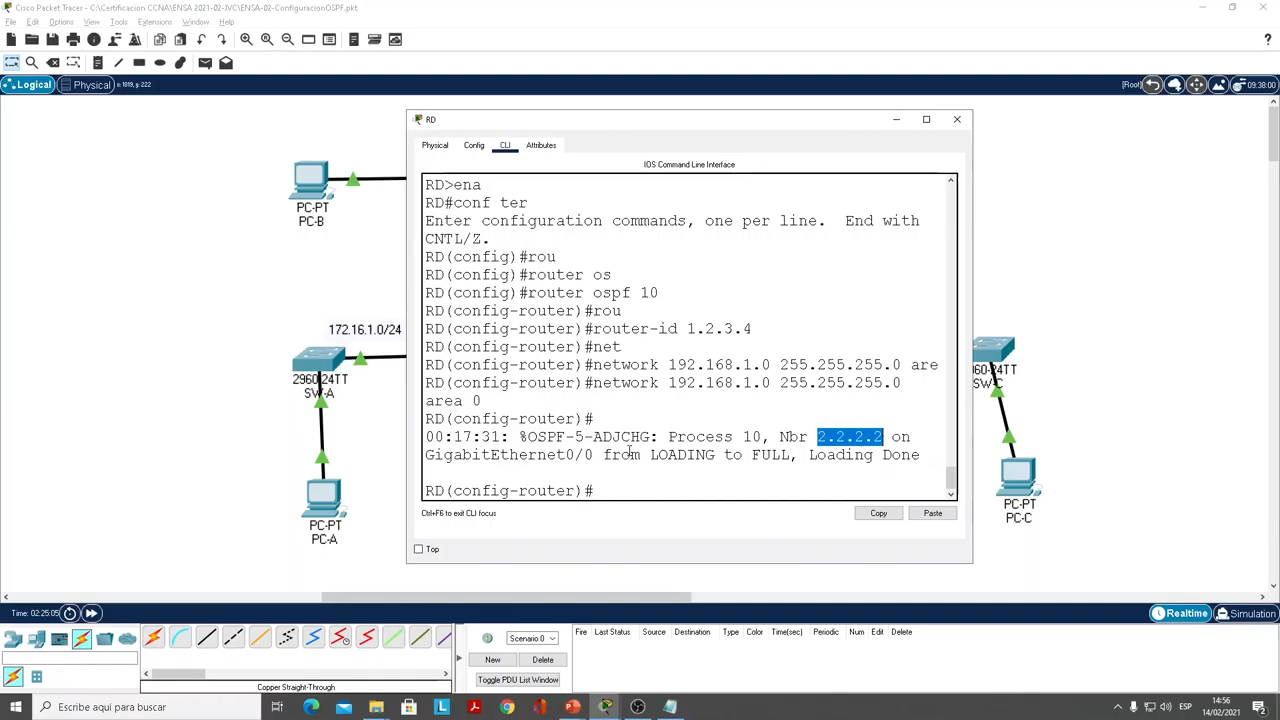 Cisco Packet Tracer - C:\Certificacion CCNA\ENSA 2021-02-JVC\ENSA-02-ConfiguracionOSPF.pkt
File Edit Options View Tools Extensions Window Help
Logical Physical x: 1819, y: 222 [Root] 09:38:00
RD
Physical Config CLI Attributes
IOS Command Line Interface
RD>ena
RD#conf ter
Enter configuration commands, one per line.  End with
CNTL/Z.
RD(config)#rou
RD(config)#router os
RD(config)#router ospf 10
RD(config-router)#rou
RD(config-router)#router-id 1.2.3.4
RD(config-router)#net
RD(config-router)#network 192.168.1.0 255.255.255.0 are
RD(config-router)#network 192.168.1.0 255.255.255.0
area 0
RD(config-router)#
00:17:31: %OSPF-5-ADJCHG: Process 10, Nbr 2.2.2.2 on
GigabitEthernet0/0 from LOADING to FULL, Loading Done
RD(config-router)#
Ctrl+F6 to exit CLI focus
Copy Paste
Top
PC-PT
PC-B
172.16.1.0/24
2960-24TT
SW-A
PC-PT
PC-A
60-24TT
SW-C
PC-PT
PC-C
Time: 02:25:05 Realtime Simulation
Scenario 0
New Delete
Toggle PDU List Window
Fire Last Status Source Destination Type Color Time(sec) Periodic Num Edit Delete
Copper Straight-Through
Escribe aquí para buscar
ESP
14:56
14/02/2021